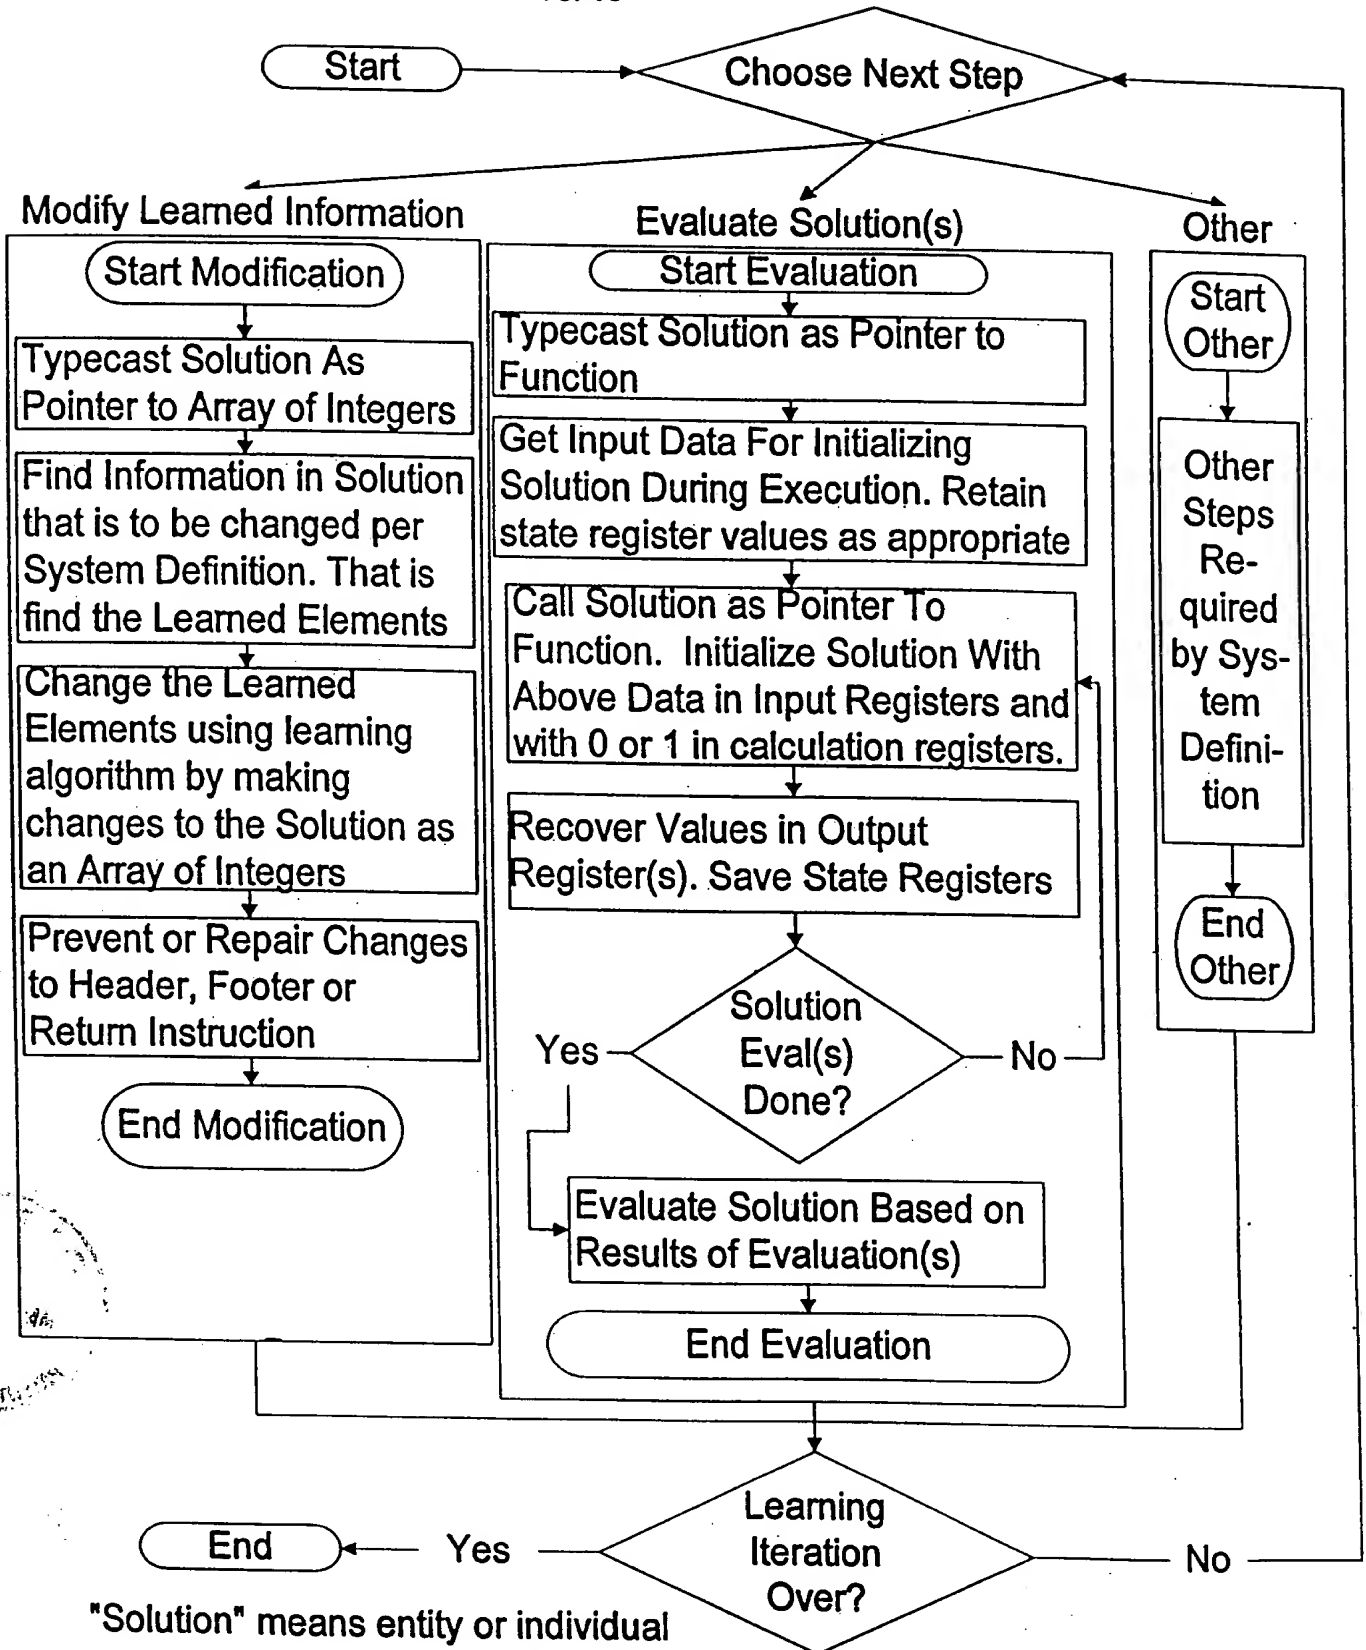 Start
Choose Next Step
Modify Learned Information
Start Modification
Typecast Solution As
Pointer to Array of Integers
Find Information in Solution
that is to be changed per
System Definition. That is
find the Learned Elements
Change the Learned
Elements using learning
algorithm by making
changes to the Solution as
an Array of Integers
Prevent or Repair Changes
to Header, Footer or
Return Instruction
End Modification
Evaluate Solution(s)
Start Evaluation
Typecast Solution as Pointer to
Function
Get Input Data For Initializing
Solution During Execution. Retain
state register values as appropriate
Call Solution as Pointer To
Function. Initialize Solution With
Above Data in Input Registers and
with 0 or 1 in calculation registers.
Recover Values in Output
Register(s). Save State Registers
Solution
Eval(s)
Done?
Yes
No
Evaluate Solution Based on
Results of Evaluation(s)
End Evaluation
Other
Start
Other
Other
Steps
Re-
quired
by Sys-
tem
Defini-
tion
End
Other
Learning
Iteration
Over?
Yes
No
End
"Solution" means entity or individual